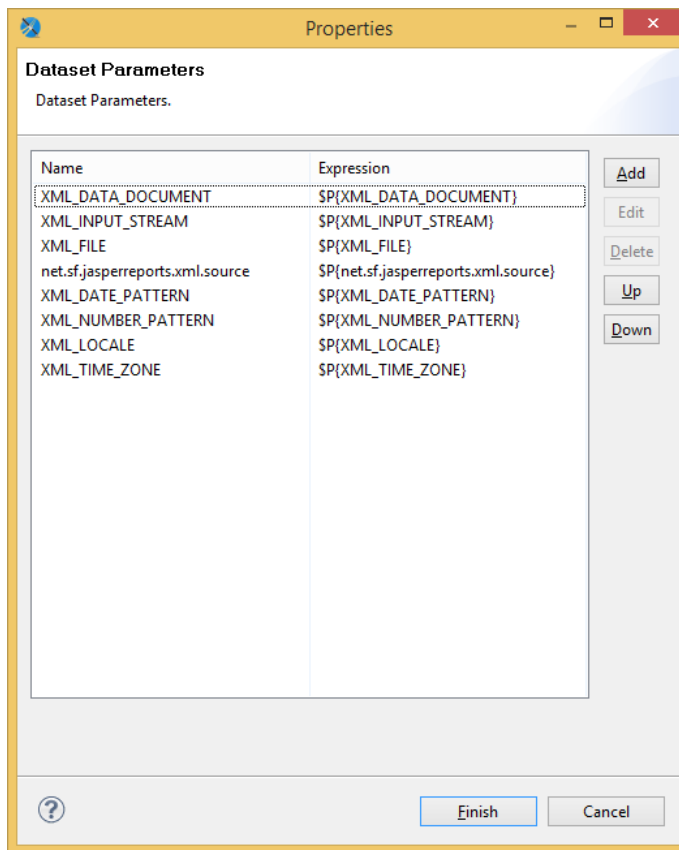 Properties
Dataset Parameters
Dataset Parameters.
Name Expression
XML_DATA_DOCUMENT $P{XML_DATA_DOCUMENT}
XML_INPUT_STREAM $P{XML_INPUT_STREAM}
XML_FILE $P{XML_FILE}
net.sf.jasperreports.xml.source $P{net.sf.jasperreports.xml.source}
XML_DATE_PATTERN $P{XML_DATE_PATTERN}
XML_NUMBER_PATTERN $P{XML_NUMBER_PATTERN}
XML_LOCALE $P{XML_LOCALE}
XML_TIME_ZONE $P{XML_TIME_ZONE}
Add
Edit
Delete
Up
Down
Finish Cancel